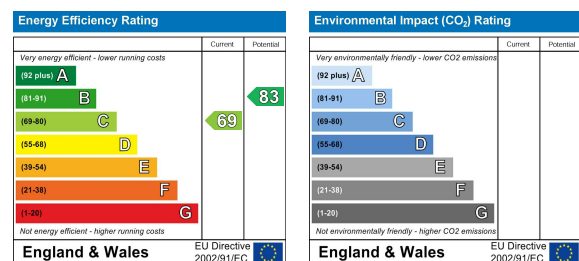 Energy Efficiency Rating
Current Potential
Very energy efficient - lower running costs
(92 plus) A
(81-91) B
83
(69-80) C
69
(55-68) D
(39-54) E
(21-38) F
(1-20) G
Not energy efficient - higher running costs
England & Wales
EU Directive
2002/91/EC
Environmental Impact (CO2) Rating
Current Potential
Very environmentally friendly - lower CO2 emissions
(92 plus) A
(81-91) B
(69-80) C
(55-68) D
(39-54) E
(21-38) F
(1-20) G
Not environmentally friendly - higher CO2 emissions
England & Wales
EU Directive
2002/91/EC